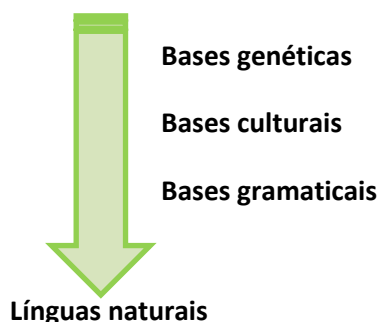 Bases genéticas
Bases culturais
Bases gramaticais
Línguas naturais